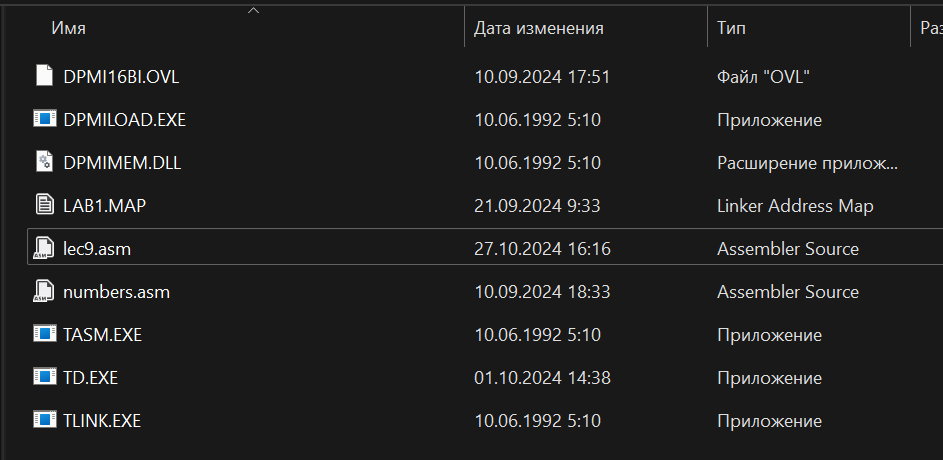 Имя Дата изменения Тип Раз
DPMI16BI.OVL 10.09.2024 17:51 Файл "OVL"
DPMILOAD.EXE 10.06.1992 5:10 Приложение
DPMIMEM.DLL 10.06.1992 5:10 Расширение прилож...
LAB1.MAP 21.09.2024 9:33 Linker Address Map
lec9.asm 27.10.2024 16:16 Assembler Source
numbers.asm 10.09.2024 18:33 Assembler Source
TASM.EXE 10.06.1992 5:10 Приложение
TD.EXE 01.10.2024 14:38 Приложение
TLINK.EXE 10.06.1992 5:10 Приложение